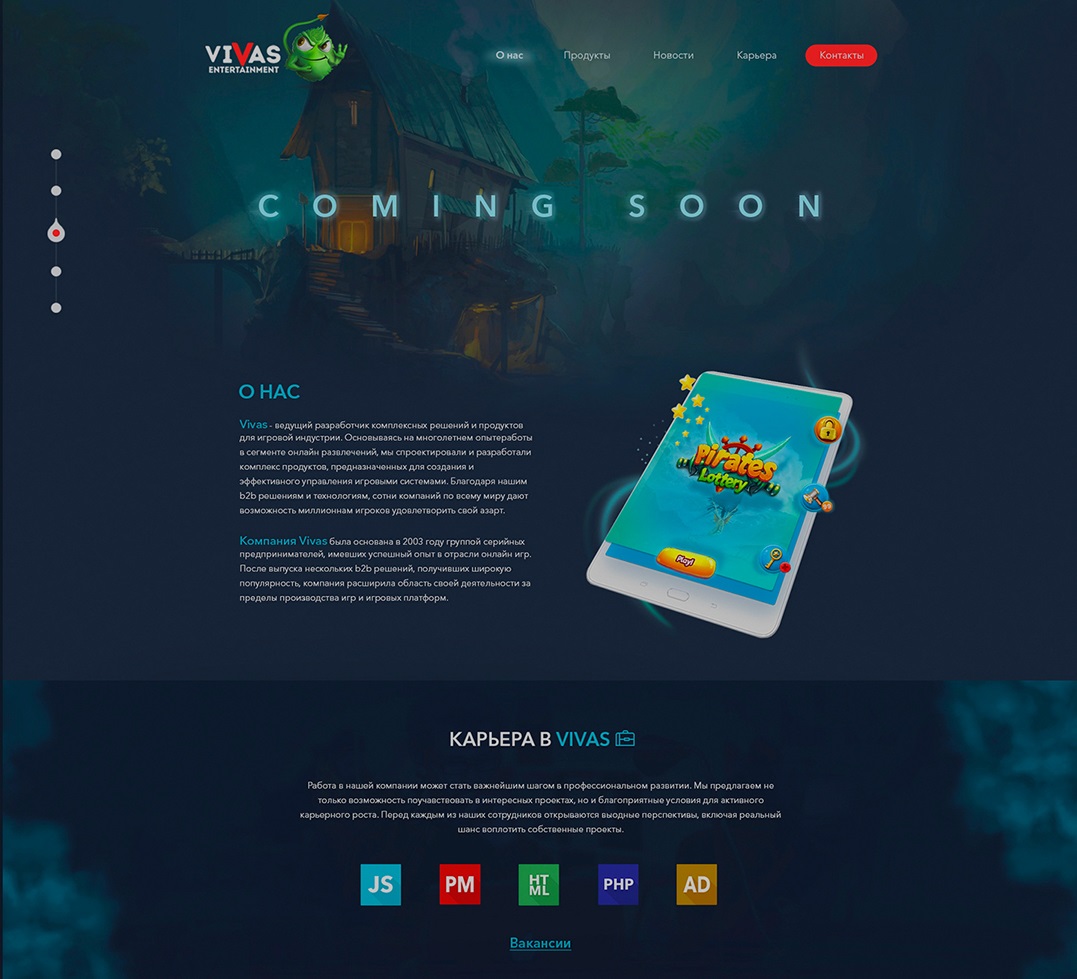 VIVAS
ENTERTAINMENT
О нас
Продукты
Новости
Карьера
Контакты
COMING SOON
О НАС
Vivas - ведущий разработчик комплексных решений и продуктов
для игровой индустрии. Основываясь на многолетнем опытеработы
в сегменте онлайн развлечений, мы спроектировали и разработали
комплекс продуктов, предназначенных для создания и
эффективного управления игровыми системами. Благодаря нашим
b2b решениям и технологиям, сотни компаний по всему миру дают
возможность миллионнам игроков удовлетворить свой азарт.
Компания Vivas была основана в 2003 году группой серийных
предпринимателей, имевших успешный опыт в отрасли онлайн игр.
После выпуска нескольких b2b решений, получивших широкую
популярность, компания расширила область своей деятельности за
пределы производства игр и игровых платформ.
Pirates
Lottery
Play!
КАРЬЕРА В VIVAS
Работа в нашей компании может стать важнейшим шагом в профессиональном развитии. Мы предлагаем не
только возможность поучавствовать в интересных проектах, но и благоприятные условия для активного
карьерного роста. Перед каждым из наших сотрудников открываются выодные перспективы, включая реальный
шанс воплотить собственные проекты.
JS
PM
HT
ML
PHP
AD
Вакансии